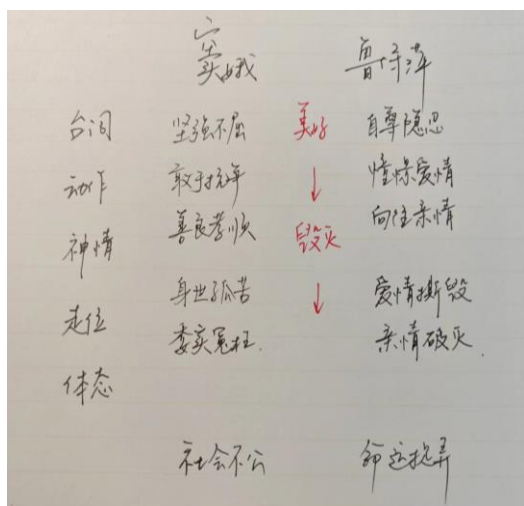 窦娥 鲁侍萍
台词 坚强不屈 美好 自尊隐忍
动作 敢于抗争 憧憬爱情
神情 善良孝顺 毁灭 向往亲情
走位 身世孤苦 爱情撕毁
委实冤枉. 亲情破灭.
体态
社会不公 命运捉弄